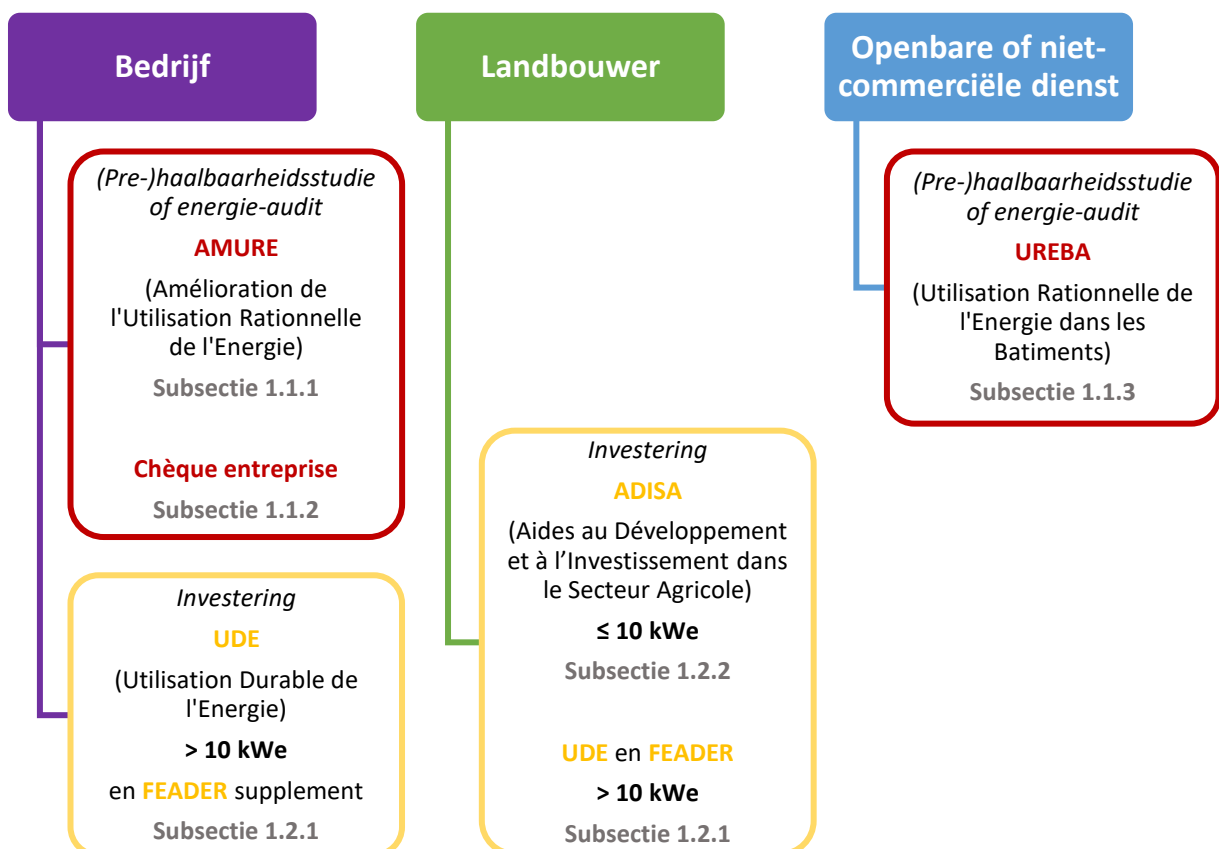 Bedrijf
(Pre-)haalbaarheidsstudie
of energie-audit
AMURE
(Amélioration de
l'Utilisation Rationnelle
de l'Energie)
Subsectie 1.1.1
Chèque entreprise
Subsectie 1.1.2
Investering
UDE
(Utilisation Durable de
l'Energie)
> 10 kWe
en FEADER supplement
Subsectie 1.2.1
Landbouwer
Investering
ADISA
(Aides au Développement
et à l’Investissement dans
le Secteur Agricole)
≤ 10 kWe
Subsectie 1.2.2
UDE en FEADER
> 10 kWe
Subsectie 1.2.1
Openbare of niet-
commerciële dienst
(Pre-)haalbaarheidsstudie
of energie-audit
UREBA
(Utilisation Rationnelle de
l'Energie dans les
Batiments)
Subsectie 1.1.3